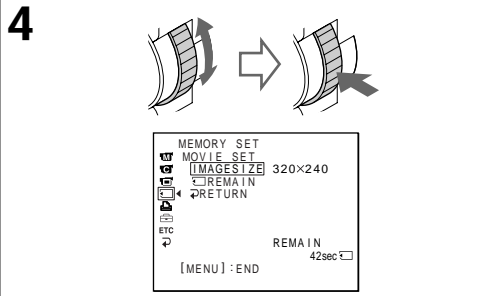 4
MEMORY SET
MOVIE SET
IMAGESIZE 320×240
REMAIN
RETURN
ETC
REMAIN
42sec
[MENU] : END